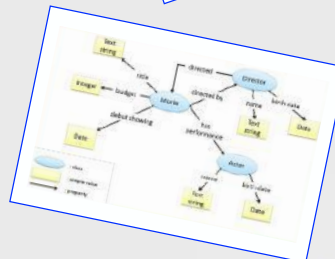 Text
string
directed
Director
title
Integer
budget
Movie
directed by
birth date
name
debut showing
has
performance
Text
string
Date
Date
Actor
name
birth date
Text
string
Date
: class
: simple value
: property